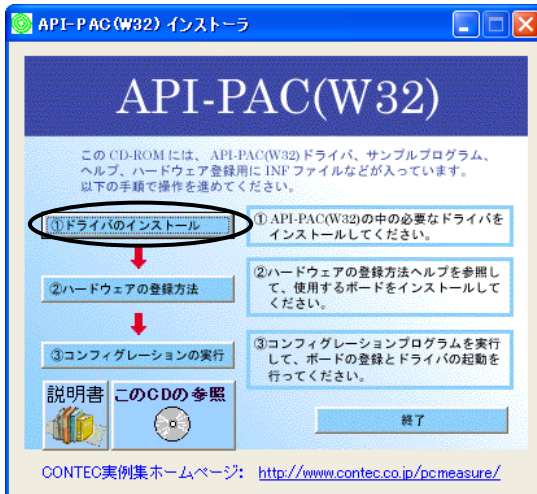 API-PAC(W32) インストーラ
API-PAC(W32)
この CD-ROM には、 API-PAC(W32)ドライバ、サンプルプログラム、
ヘルプ、ハードウェア登録用に INF ファイルなどが入っています。
以下の手順で操作を進めてください。
①ドライバのインストール
①API-PAC(W32)の中の必要なドライバを
インストールしてください。
②ハードウェアの登録方法
②ハードウェアの登録方法ヘルプを参照し
て、使用するボードをインストールして
ください。
③コンフィグレーションの実行
③コンフィグレーションプログラムを実行
して、ボードの登録とドライバの起動を
行ってください。
説明書
このCDの参照
終了
CONTEC実例集ホームページ: http://www.contec.co.jp/pcmeasure/